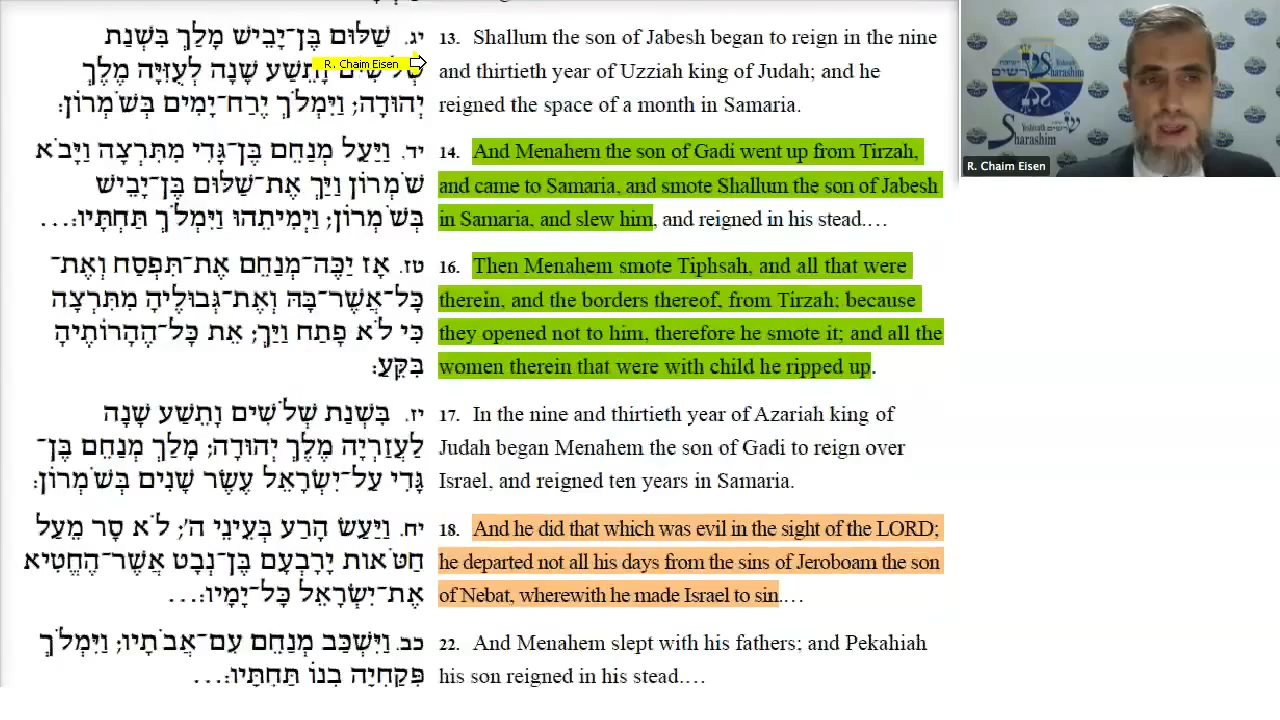 יג. שַׁלּוּם בֶּן־יָבֵישׁ מָלַךְ בִּשְׁנַת
וָתֵשַׁע שָׁנָה לְעֻזִּיָּה מֶלֶךְ
יְהוּדָה; וַיִּמְלֹךְ יֶרַח־יָמִים בְּשֹׁמְרוֹן:
יד. וַיַּעַל מְנַחֵם בֶּן־גָּדִי מִתִּרְצָה וַיָּבֹא
שֹׁמְרוֹן וַיַּךְ אֶת־שַׁלּוּם בֶּן־יָבֵישׁ
בְּשֹׁמְרוֹן; וַיְמִיתֵהוּ וַיִּמְלֹךְ תַּחְתָּיו:...
טז. אָז יַכֶּה־מְנַחֵם אֶת־תִּפְסַח וְאֶת־
כָּל־אֲשֶׁר־בָּהּ וְאֶת־גְּבוּלֶיהָ מִתִּרְצָה
כִּי לֹא פָתַח וַיַּךְ; אֵת כָּל־הֶהָרוֹתֶיהָ
בִּקֵּעַ:
יז. בִּשְׁנַת שְׁלֹשִׁים וָתֵשַׁע שָׁנָה
לַעֲזַרְיָה מֶלֶךְ יְהוּדָה; מָלַךְ מְנַחֵם בֶּן־
גָּדִי עַל־יִשְׂרָאֵל עֶשֶׂר שָׁנִים בְּשֹׁמְרוֹן:
יח. וַיַּעַשׂ הָרַע בְּעֵינֵי ה'; לֹא סָר מֵעַל
חַטֹּאות יָרָבְעָם בֶּן־נְבָט אֲשֶׁר־הֶחֱטִיא
אֶת־יִשְׂרָאֵל כָּל־יָמָיו:...
כב. וַיִּשְׁכַּב מְנַחֵם עִם־אֲבֹתָיו; וַיִּמְלֹךְ
פְּקַחְיָה בְנוֹ תַּחְתָּיו:...
R. Chaim Eisen
13. Shallum the son of Jabesh began to reign in the nine
and thirtieth year of Uzziah king of Judah; and he
reigned the space of a month in Samaria.
14. And Menahem the son of Gadi went up from Tirzah,
and came to Samaria, and smote Shallum the son of Jabesh
in Samaria, and slew him, and reigned in his stead....
16. Then Menahem smote Tiphsah, and all that were
therein, and the borders thereof, from Tirzah; because
they opened not to him, therefore he smote it; and all the
women therein that were with child he ripped up.
17. In the nine and thirtieth year of Azariah king of
Judah began Menahem the son of Gadi to reign over
Israel, and reigned ten years in Samaria.
18. And he did that which was evil in the sight of the LORD;
he departed not all his days from the sins of Jeroboam the son
of Nebat, wherewith he made Israel to sin....
22. And Menahem slept with his fathers; and Pekahiah
his son reigned in his stead....
Yeshivath
Sharashim
R. Chaim Eisen